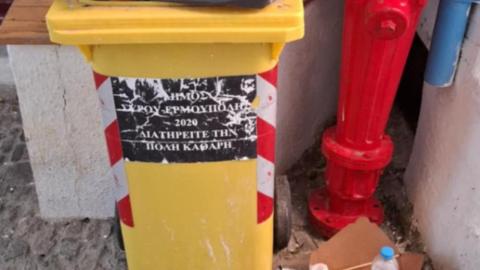 ΔΗΜΟΣ
ΣΥΡΟΥ ΕΡΜΟΥΠΟΛΗΣ
2020
ΔΙΑΤΗΡΕΙΤΕ ΤΗΝ
ΠΟΛΗ ΚΑΘΑΡΗ